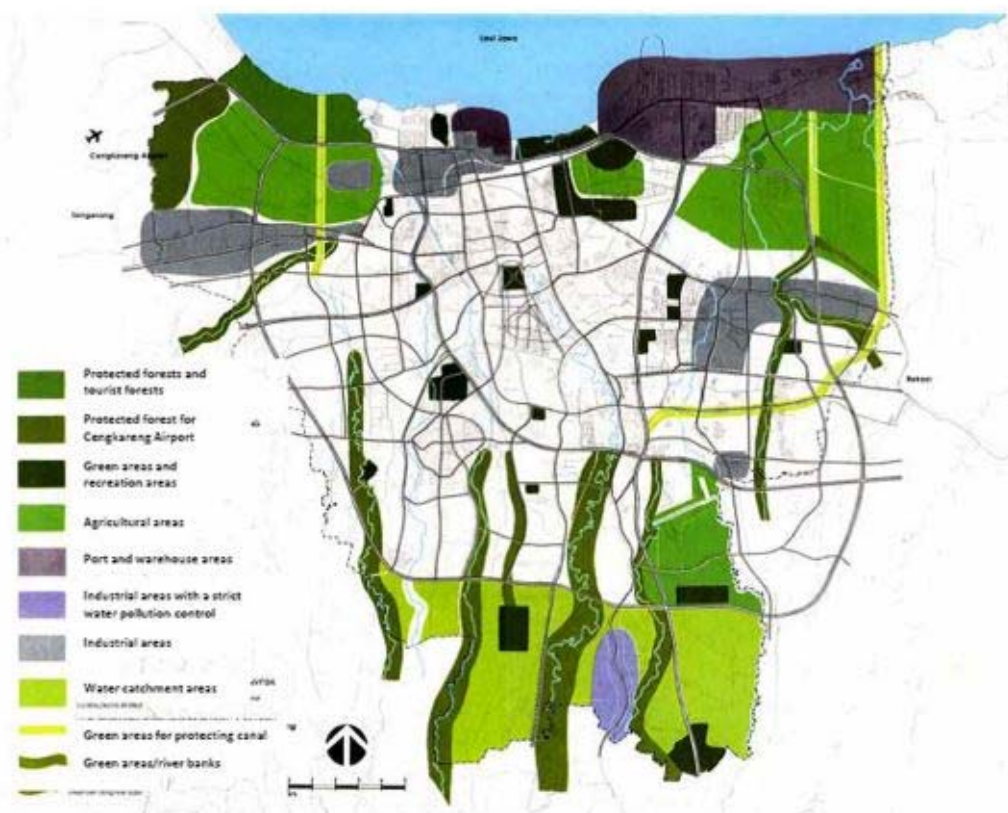 Laut Jawa
Cengkareng Airport
Tangerang
Bekasi
Protected forests and
tourist forests
Protected forest for
Cengkareng Airport
Green areas and
recreation areas
Agricultural areas
Port and warehouse areas
Industrial areas with a strict
water pollution control
Industrial areas
Water catchment areas
Green areas for protecting canal
Green areas/river banks